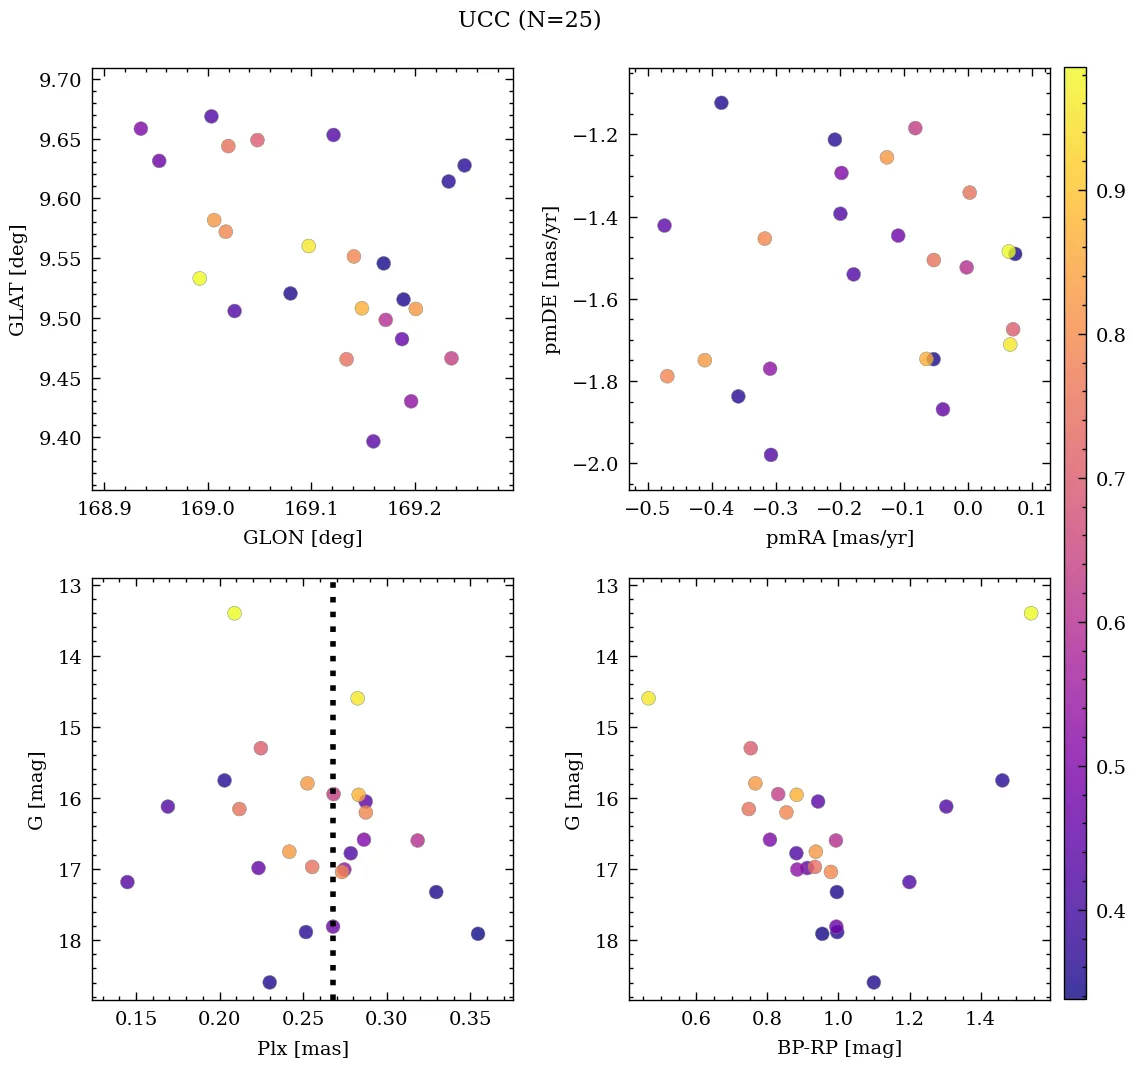 UCC (N=25)
9.70
9.65
9.60
9.55
9.50
9.45
9.40
GLAT [deg]
168.9 169.0 169.1 169.2
GLON [deg]
−1.2
−1.4
−1.6
−1.8
−2.0
pmDE [mas/yr]
−0.5 −0.4 −0.3 −0.2 −0.1 0.0 0.1
pmRA [mas/yr]
13
14
15
16
17
18
G [mag]
0.15 0.20 0.25 0.30 0.35
Plx [mas]
13
14
15
16
17
18
G [mag]
0.6 0.8 1.0 1.2 1.4
BP-RP [mag]
0.9
0.8
0.7
0.6
0.5
0.4